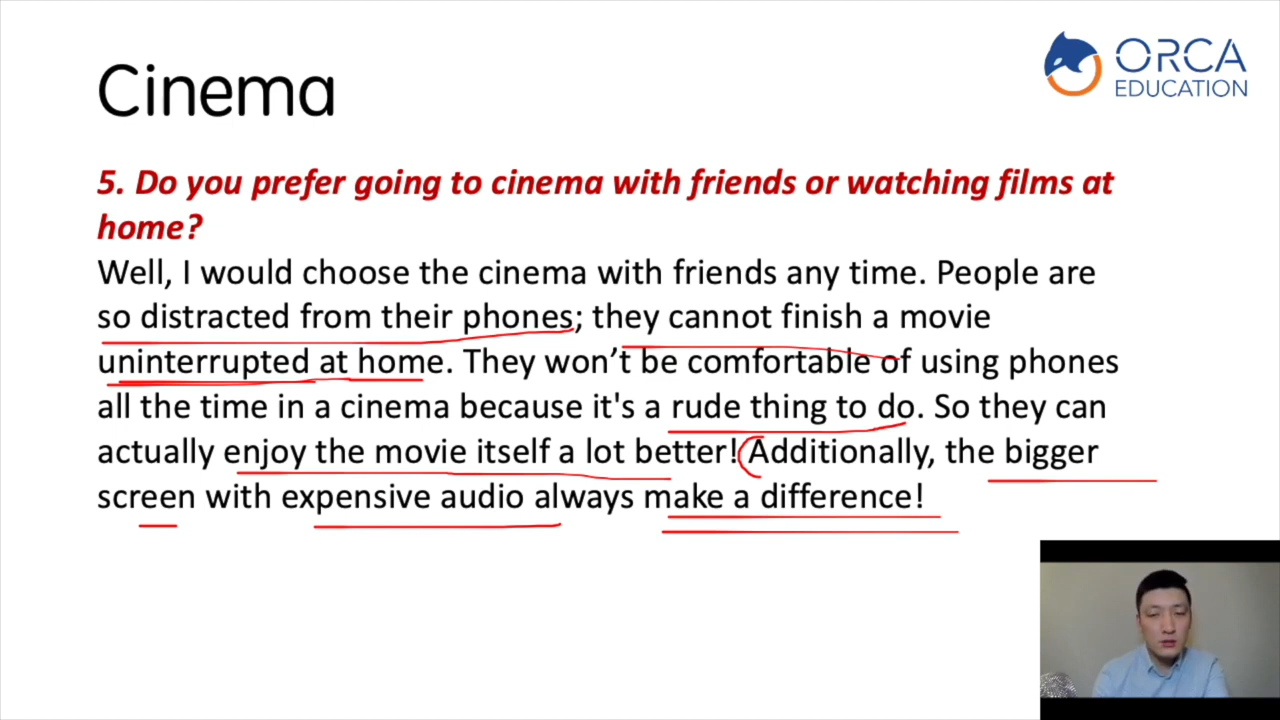 ORCA
EDUCATION
Cinema
5. Do you prefer going to cinema with friends or watching films at
home?
Well, I would choose the cinema with friends any time. People are
so distracted from their phones; they cannot finish a movie
uninterrupted at home. They won’t be comfortable of using phones
all the time in a cinema because it's a rude thing to do. So they can
actually enjoy the movie itself a lot better! Additionally, the bigger
screen with expensive audio always make a difference!